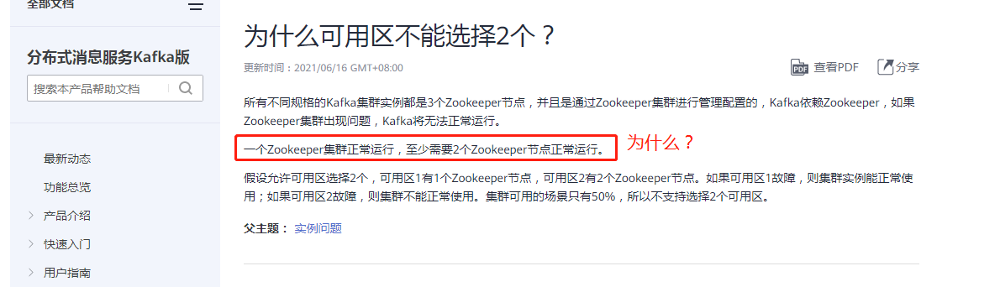 全部文档
分布式消息服务Kafka版
搜索本产品帮助文档
最新动态
功能总览
产品介绍
快速入门
用户指南
为什么可用区不能选择2个？
更新时间：2021/06/16 GMT+08:00
PDF 查看PDF 分享
所有不同规格的Kafka集群实例都是3个Zookeeper节点，并且是通过Zookeeper集群进行管理配置的，Kafka依赖Zookeeper，如果
Zookeeper集群出现问题，Kafka将无法正常运行。
一个Zookeeper集群正常运行，至少需要2个Zookeeper节点正常运行。 为什么？
假设允许可用区选择2个，可用区1有1个Zookeeper节点，可用区2有2个Zookeeper节点。如果可用区1故障，则集群实例能正常使
用；如果可用区2故障，则集群不能正常使用。集群可用的场景只有50%，所以不支持选择2个可用区。
父主题： 实例问题